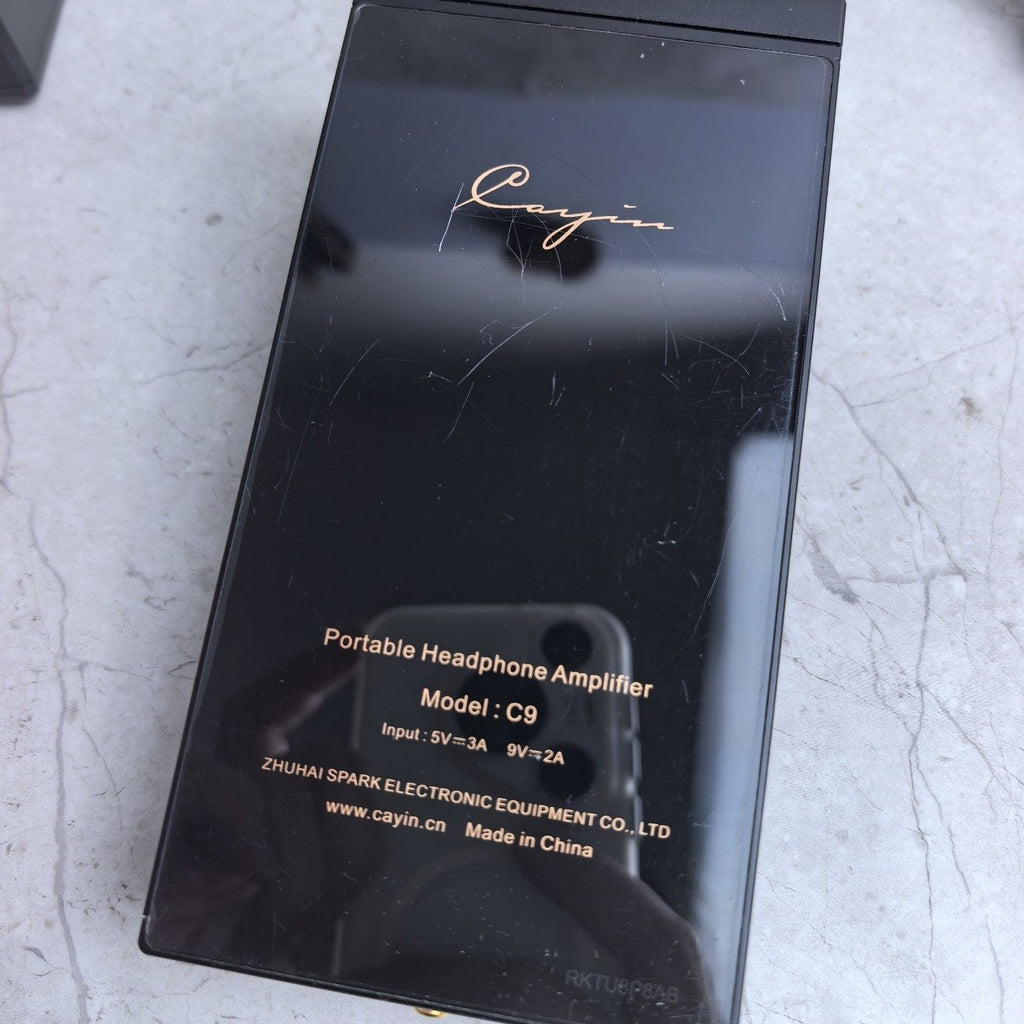 Cayin
Portable Headphone Amplifier
Model : C9
Input : 5V⎓3A 9V⎓2A
ZHUHAI SPARK ELECTRONIC EQUIPMENT CO., LTD
www.cayin.cn Made in China